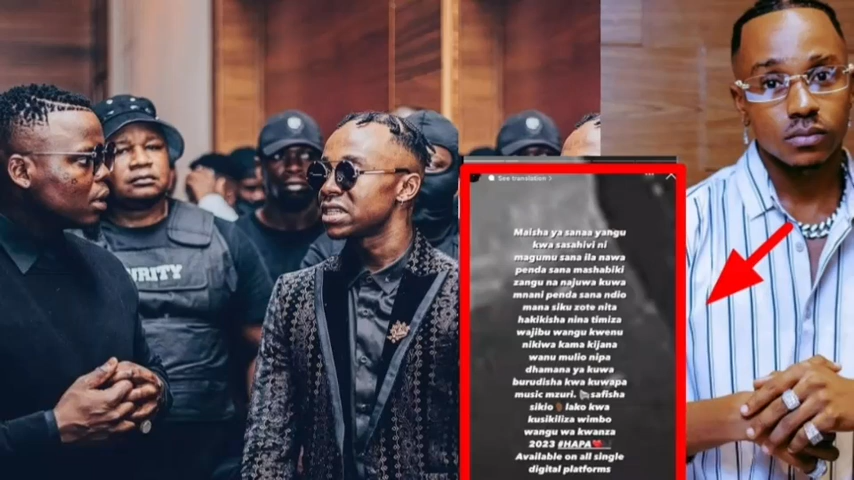 URITY
See translation >
Maisha ya sanaa yangu
kwa sasahivi ni
magumu sana ila nawa
penda sana mashabiki
zangu na najuwa kuwa
mnani penda sana ndio
mana siku zote nita
hakikisha nina timiza
wajibu wangu kwenu
nikiwa kama kijana
wanu mulio nipa
dhamana ya kuwa
burudisha kwa kuwapa
music mzuri. safisha
sikio lako kwa
kusikiliza wimbo
wangu wa kwanza
2023 #HAPA
Available on all single
digital platforms